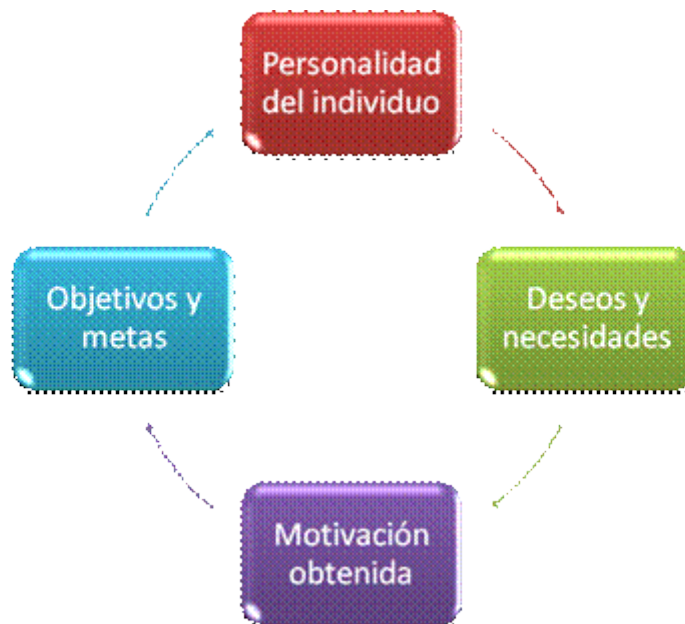 Personalidad
del individuo
Deseos y
necesidades
Motivación
obtenida
Objetivos y
metas